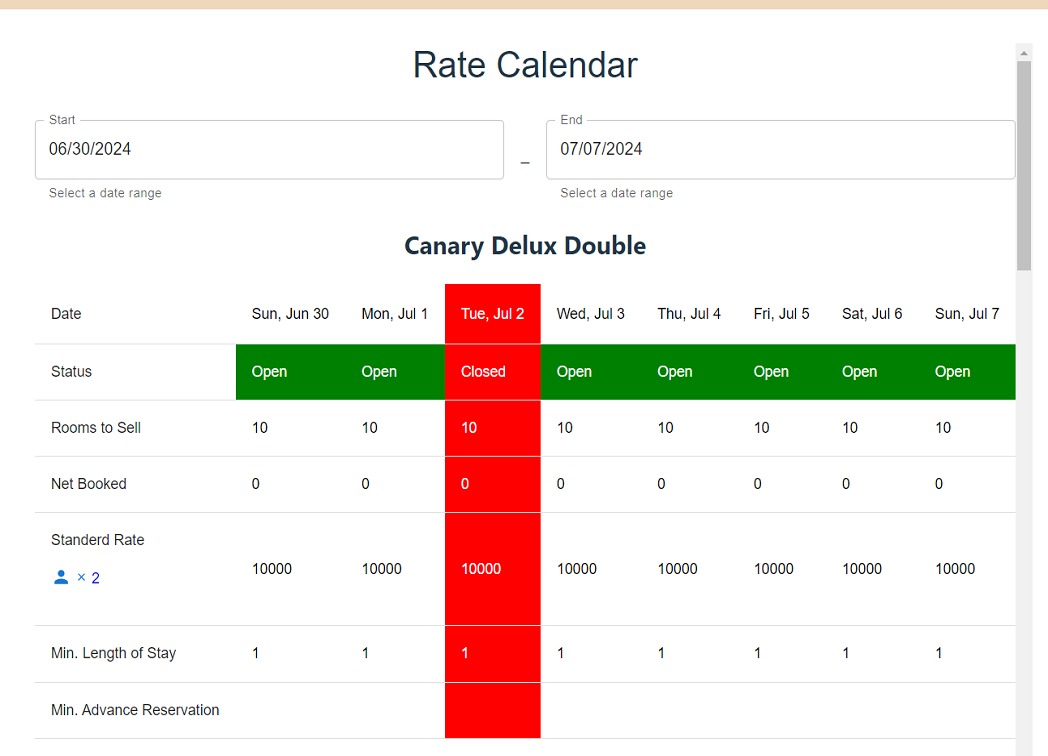 Rate Calendar
Start
End
06/30/2024
–
07/07/2024
Select a date range
Select a date range
Canary Delux Double
Date Sun, Jun 30 Mon, Jul 1 Tue, Jul 2 Wed, Jul 3 Thu, Jul 4 Fri, Jul 5 Sat, Jul 6 Sun, Jul 7
Status Open Open Closed Open Open Open Open Open
Rooms to Sell 10 10 10 10 10 10 10 10
Net Booked 0 0 0 0 0 0 0 0
Standerd Rate
× 2 10000 10000 10000 10000 10000 10000 10000 10000
Min. Length of Stay 1 1 1 1 1 1 1 1
Min. Advance Reservation